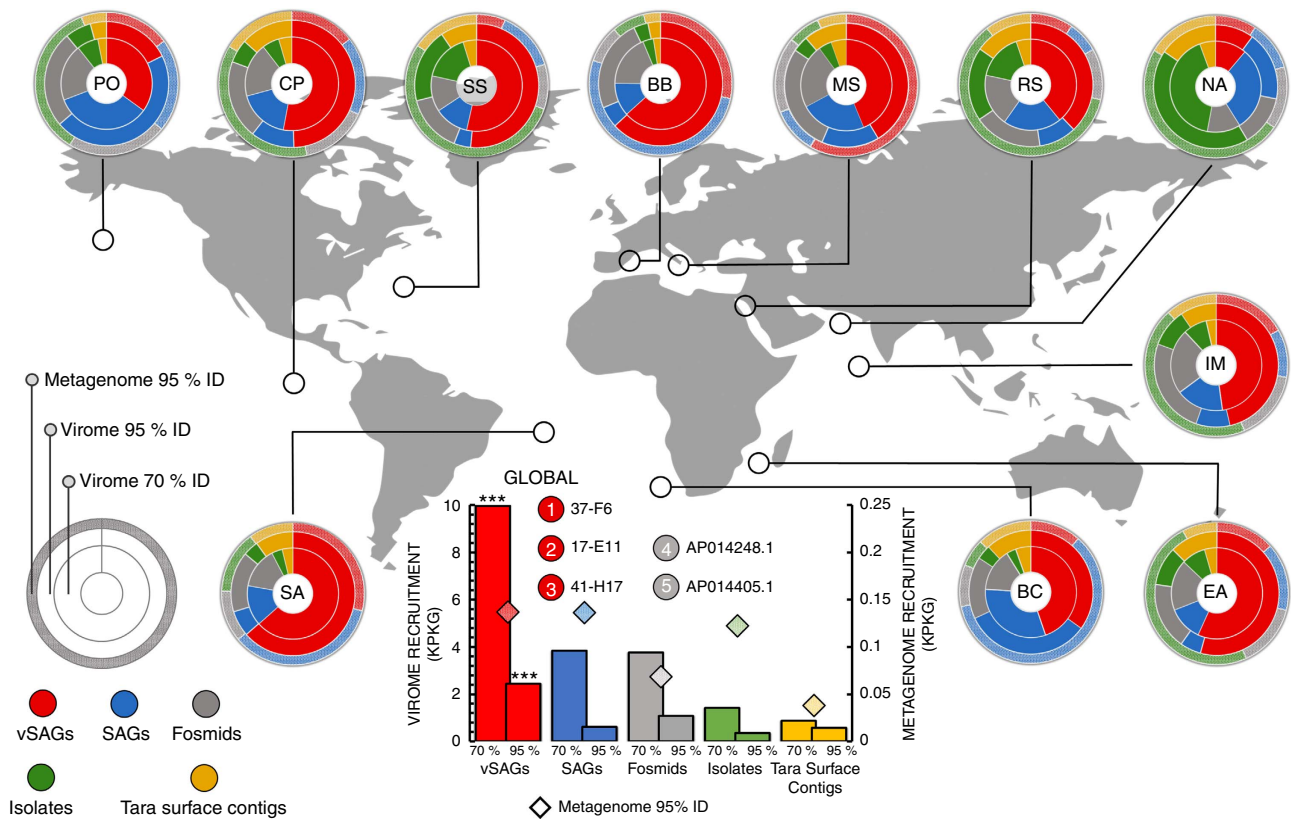 PO
CP
SS
BB
MS
RS
NA
IM
Metagenome 95 % ID
Virome 95 % ID
Virome 70 % ID
SA
BC
EA
GLOBAL
1 37-F6
2 17-E11
3 41-H17
4 AP014248.1
5 AP014405.1
VIROME RECRUITMENT
(KPKG)
10
8
6
4
2
0
METAGENOME RECRUITMENT
(KPKG)
0.25
0.2
0.15
0.1
0.05
0
***
***
70 % 95 % 70 % 95 % 70 % 95 % 70 % 95 % 70 % 95 %
vSAGs SAGs Fosmids Isolates Tara Surface
Contigs
Metagenome 95% ID
vSAGs SAGs Fosmids
Isolates Tara surface contigs